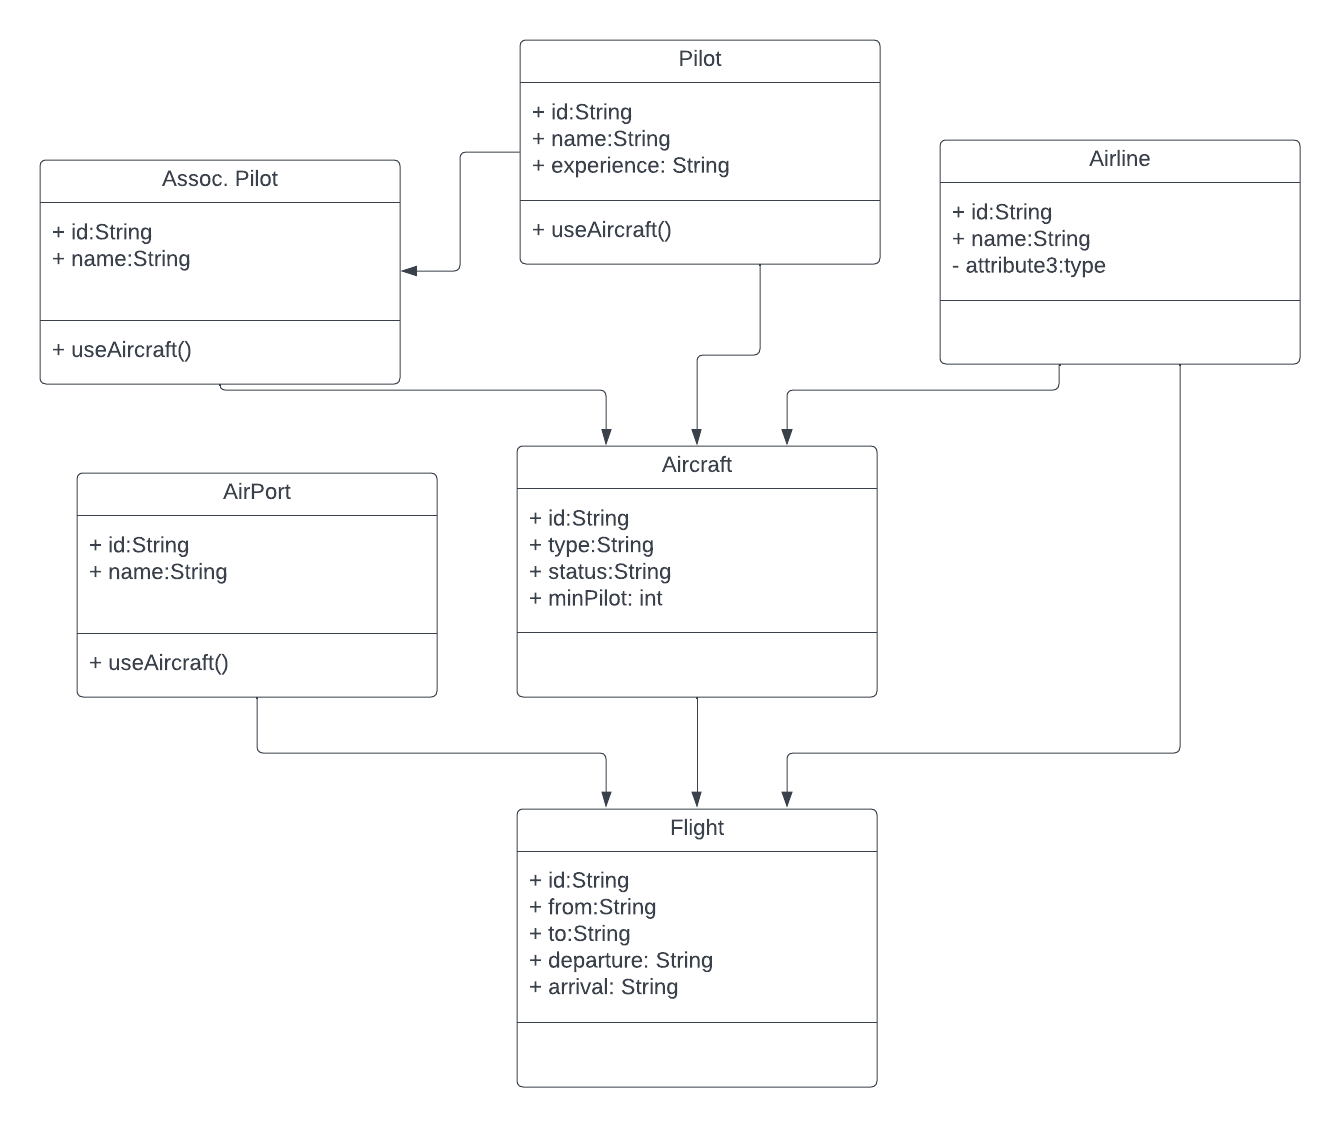 Pilot
+ id:String
+ name:String
+ experience: String
+ useAircraft()
Assoc. Pilot
+ id:String
+ name:String
+ useAircraft()
Airline
+ id:String
+ name:String
- attribute3:type
AirPort
+ id:String
+ name:String
+ useAircraft()
Aircraft
+ id:String
+ type:String
+ status:String
+ minPilot: int
Flight
+ id:String
+ from:String
+ to:String
+ departure: String
+ arrival: String